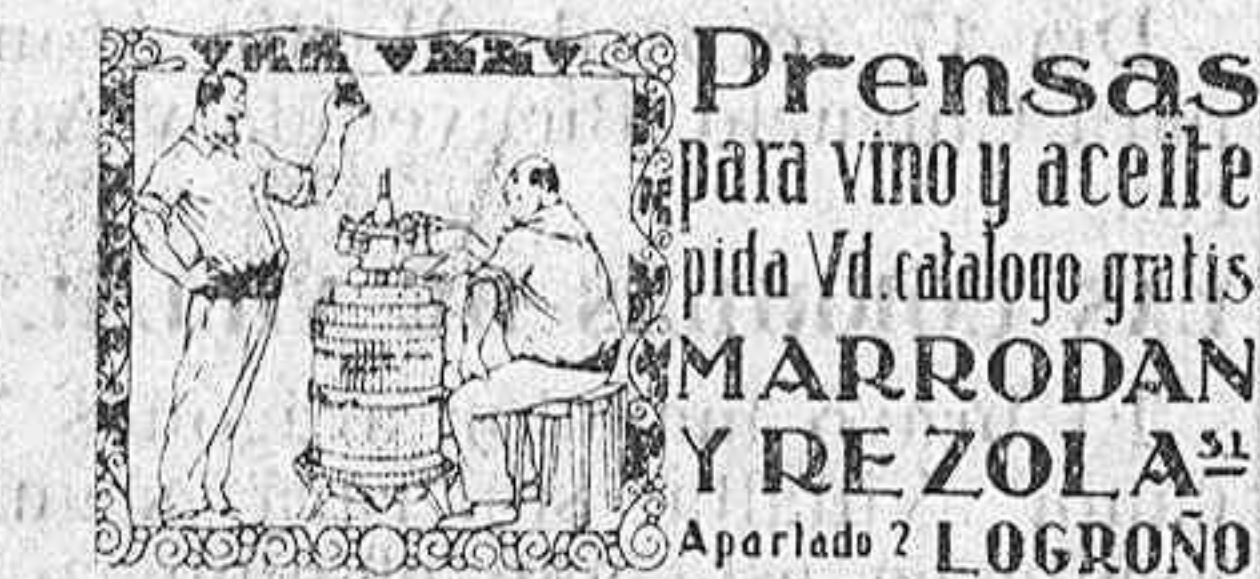 Prensas
para vino y aceite
pida Vd. catalogo gratis
MARRODAN
Y REZOLA S.L
Apartado 2 LOGROÑO